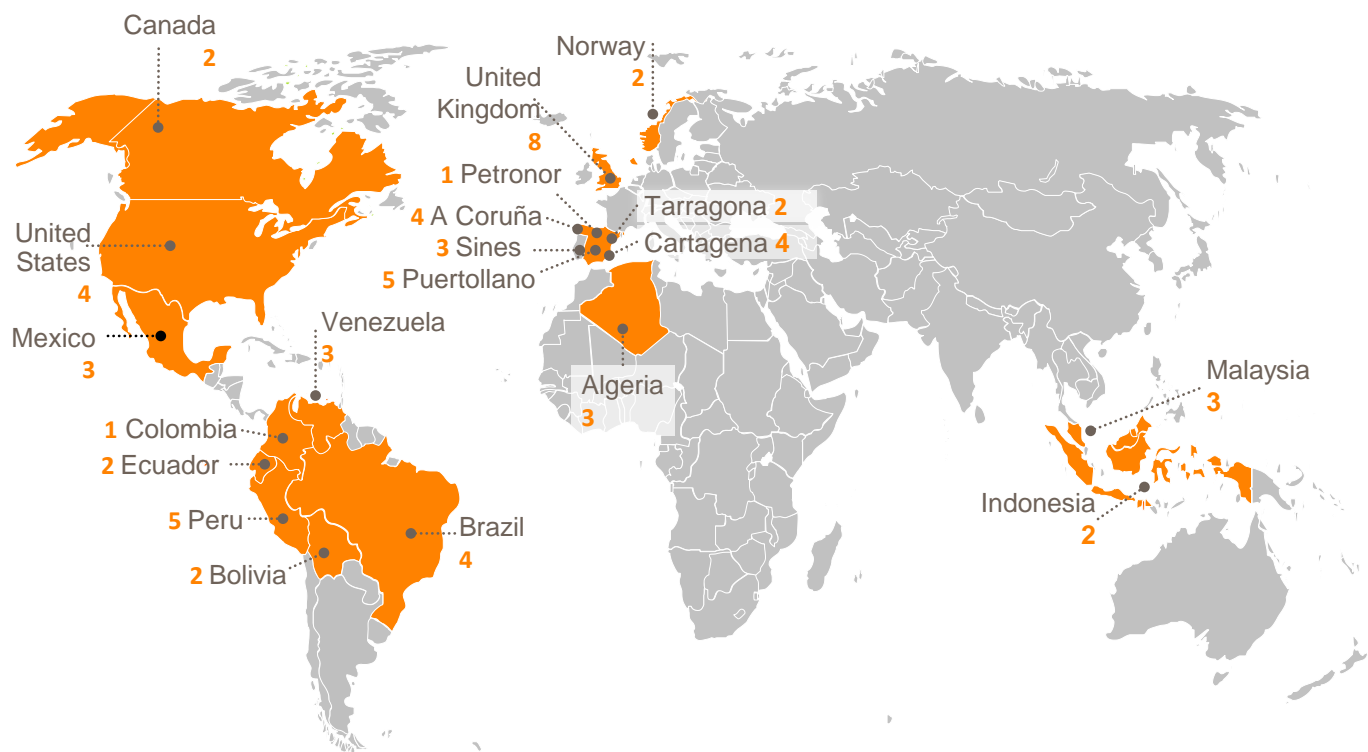 Canada
2
Norway
2
United
Kingdom
8
1 Petronor
4 A Coruña
3 Sines
5 Puertollano
Tarragona 2
Cartagena 4
United
States
4
Mexico
3
Venezuela
3
Algeria
3
Malaysia
3
1 Colombia
2 Ecuador
5 Peru
2 Bolivia
Brazil
4
Indonesia
2